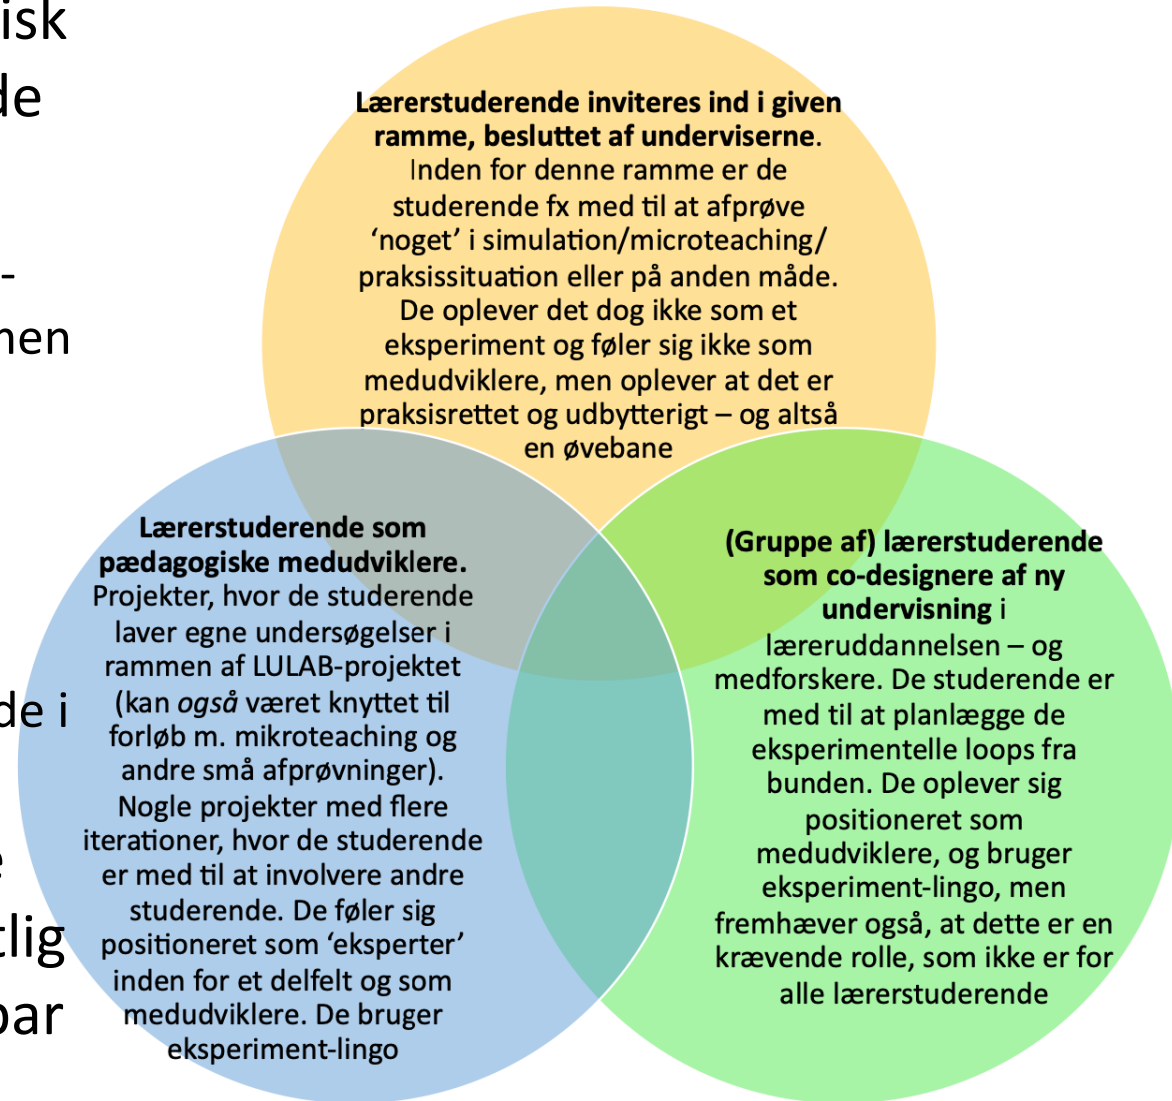 isk
de
-
men
de i
e
tlig
bar
Lærerstuderende inviteres ind i given
ramme, besluttet af underviserne.
Inden for denne ramme er de
studerende fx med til at afprøve
‘noget’ i simulation/microteaching/
praksissituation eller på anden måde.
De oplever det dog ikke som et
eksperiment og føler sig ikke som
medudviklere, men oplever at det er
praksisrettet og udbytterigt – og altså
en øvebane
Lærerstuderende som
pædagogiske medudviklere.
Projekter, hvor de studerende
laver egne undersøgelser i
rammen af LULAB-projektet
(kan også været knyttet til
forløb m. mikroteaching og
andre små afprøvninger).
Nogle projekter med flere
iterationer, hvor de studerende
er med til at involvere andre
studerende. De føler sig
positioneret som ‘eksperter’
inden for et delfelt og som
medudviklere. De bruger
eksperiment-lingo
(Gruppe af) lærerstuderende
som co-designere af ny
undervisning i
læreruddannelsen – og
medforskere. De studerende er
med til at planlægge de
eksperimentelle loops fra
bunden. De oplever sig
positioneret som
medudviklere, og bruger
eksperiment-lingo, men
fremhæver også, at dette er en
krævende rolle, som ikke er for
alle lærerstuderende